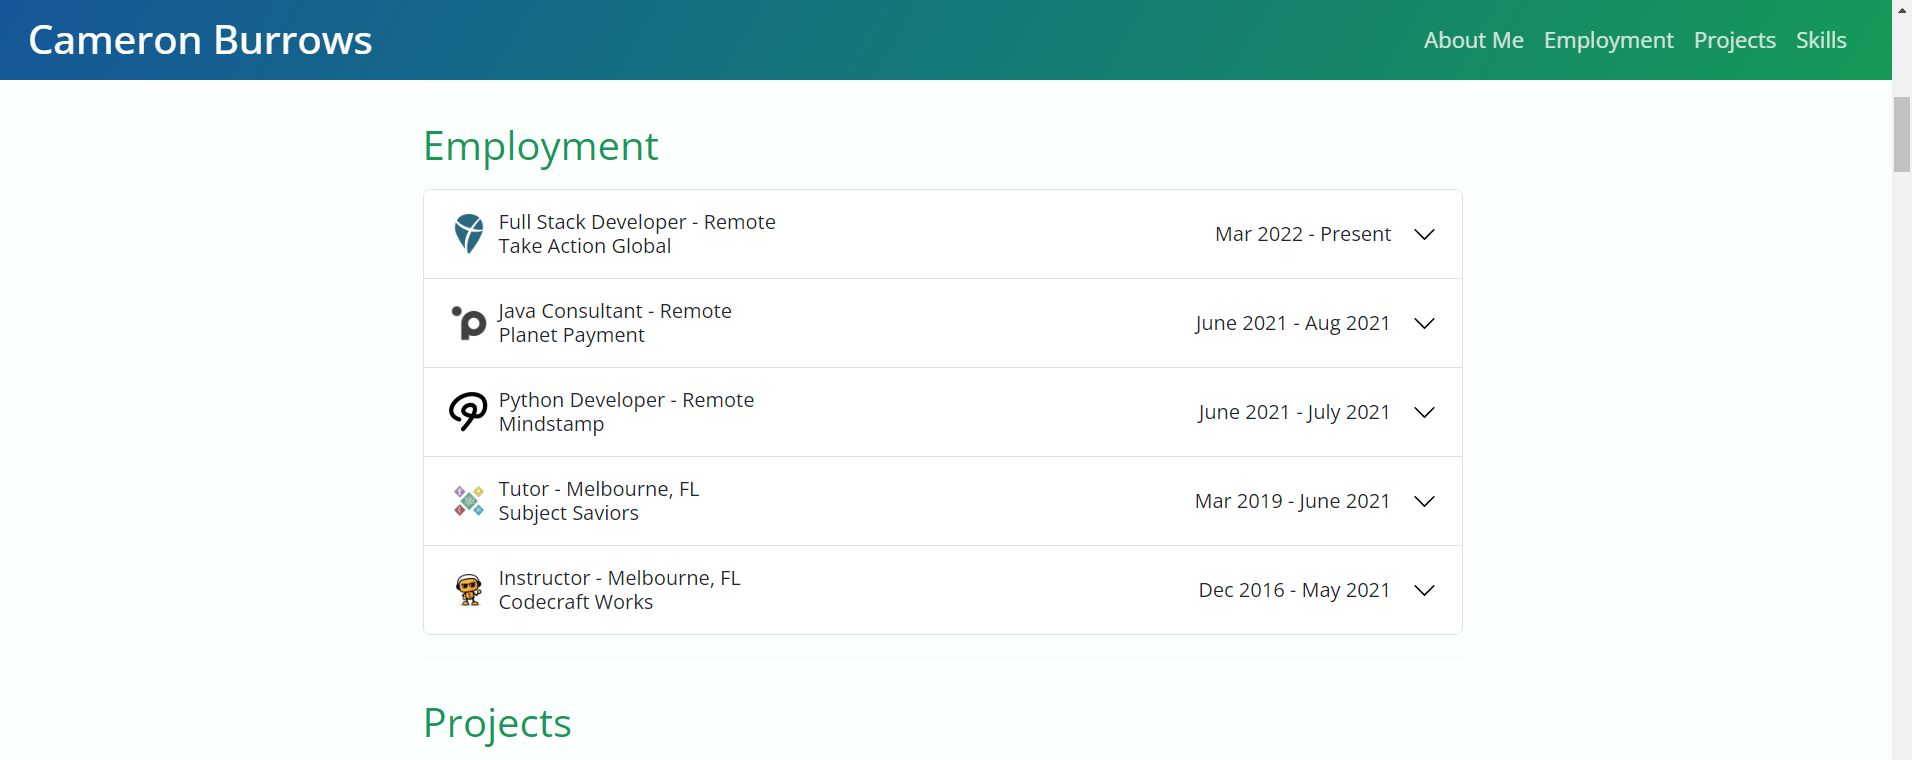 Cameron Burrows
About Me Employment Projects Skills
Employment
Full Stack Developer - Remote
Take Action Global
Mar 2022 - Present
Java Consultant - Remote
Planet Payment
June 2021 - Aug 2021
Python Developer - Remote
Mindstamp
June 2021 - July 2021
Tutor - Melbourne, FL
Subject Saviors
Mar 2019 - June 2021
Instructor - Melbourne, FL
Codecraft Works
Dec 2016 - May 2021
Projects